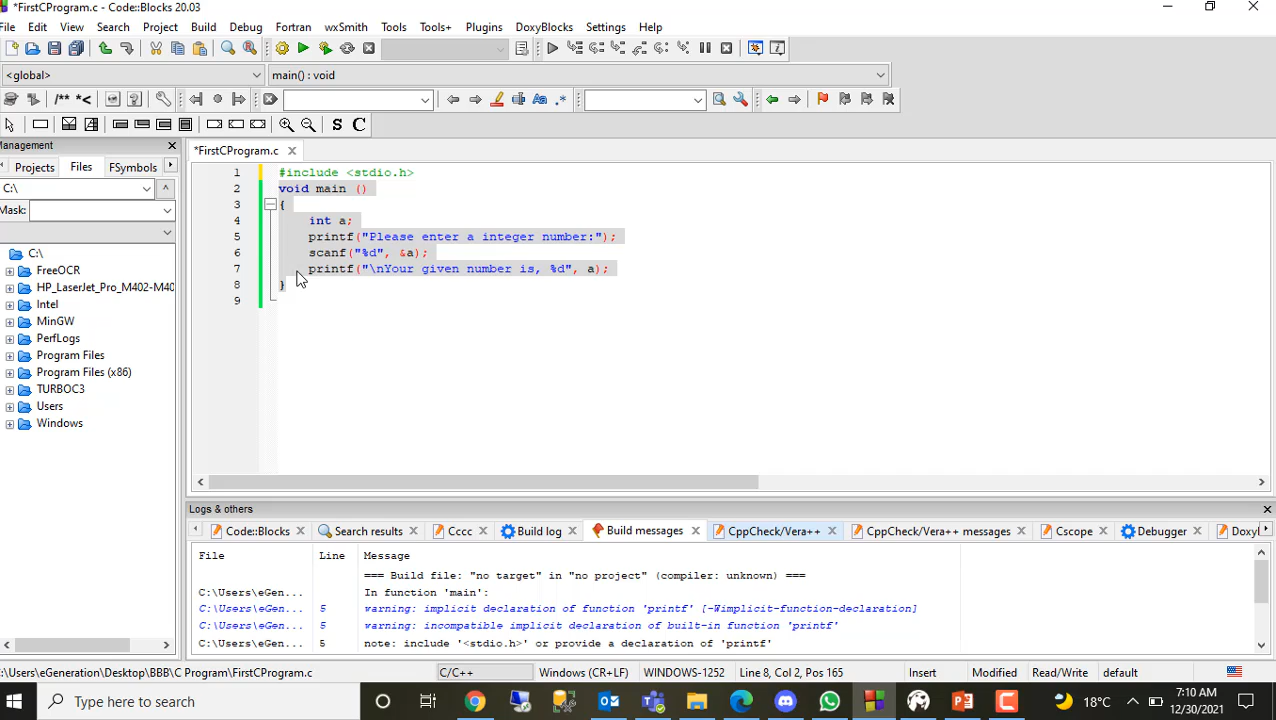 *FirstCProgram.c - Code::Blocks 20.03
File Edit View Search Project Build Debug Fortran wxSmith Tools Tools+ Plugins DoxyBlocks Settings Help
<global> main() : void
/** *< Aa .*
S C
*FirstCProgram.c
Management
Projects Files FSymbols
C:\
Mask:
C:\
FreeOCR
HP_LaserJet_Pro_M402-M40
Intel
MinGW
PerfLogs
Program Files
Program Files (x86)
TURBOC3
Users
Windows
1 #include <stdio.h>
2 void main ()
3 {
4 int a;
5 printf("Please enter a integer number:");
6 scanf("%d", &a);
7 printf("\nYour given number is, %d", a);
8 }
9
Logs & others
Code::Blocks Search results Cccc Build log Build messages CppCheck/Vera++ CppCheck/Vera++ messages Cscope Debugger DoxyI
File Line Message
=== Build file: "no target" in "no project" (compiler: unknown) ===
C:\Users\eGen... In function 'main':
C:\Users\eGen... 5 warning: implicit declaration of function 'printf' [-Wimplicit-function-declaration]
C:\Users\eGen... 5 warning: incompatible implicit declaration of built-in function 'printf'
C:\Users\eGen... 5 note: include '<stdio.h>' or provide a declaration of 'printf'
C:\Users\eGeneration\Desktop\BBB\C Program\FirstCProgram.c C/C++ Windows (CR+LF) WINDOWS-1252 Line 8, Col 2, Pos 165 Insert Modified Read/Write default
Type here to search
18°C
7:10 AM
12/30/2021